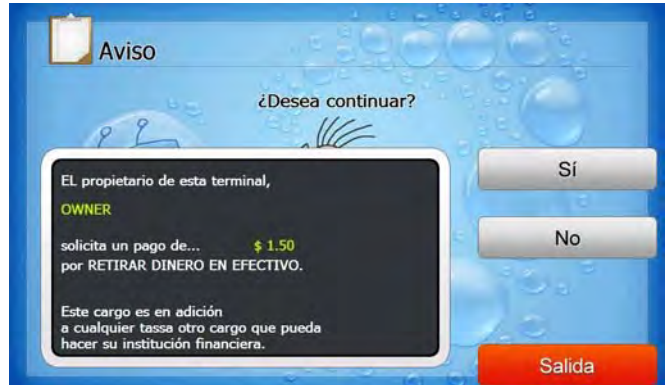 Aviso
¿Desea continuar?
EL propietario de esta terminal,
OWNER
solicita un pago de... $ 1.50
por RETIRAR DINERO EN EFECTIVO.
Este cargo es en adición
a cualquier tassa otro cargo que pueda
hacer su institución financiera.
Sí
No
Salida